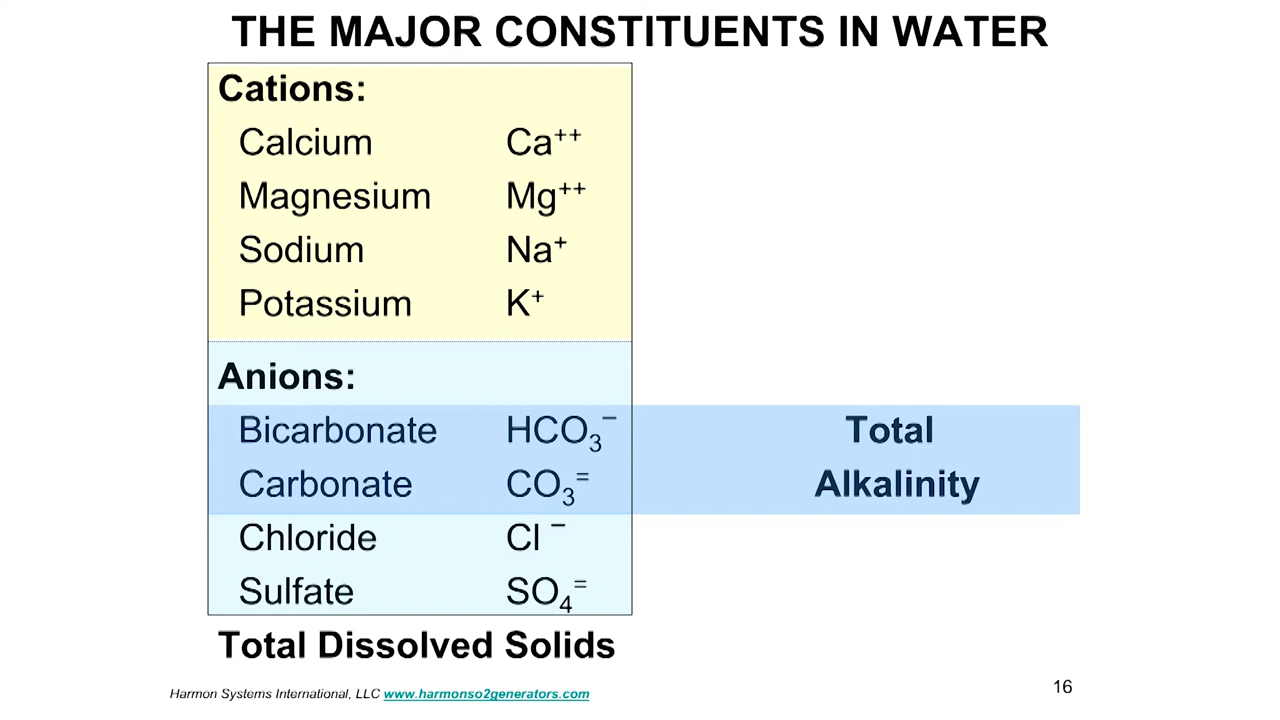 THE MAJOR CONSTITUENTS IN WATER
Cations:
Calcium Ca⁺⁺
Magnesium Mg⁺⁺
Sodium Na⁺
Potassium K⁺
Anions:
Bicarbonate HCO₃⁻ Total
Carbonate CO₃⁼ Alkalinity
Chloride Cl ⁻
Sulfate SO₄⁼
Total Dissolved Solids
Harmon Systems International, LLC www.harmonso2generators.com
16